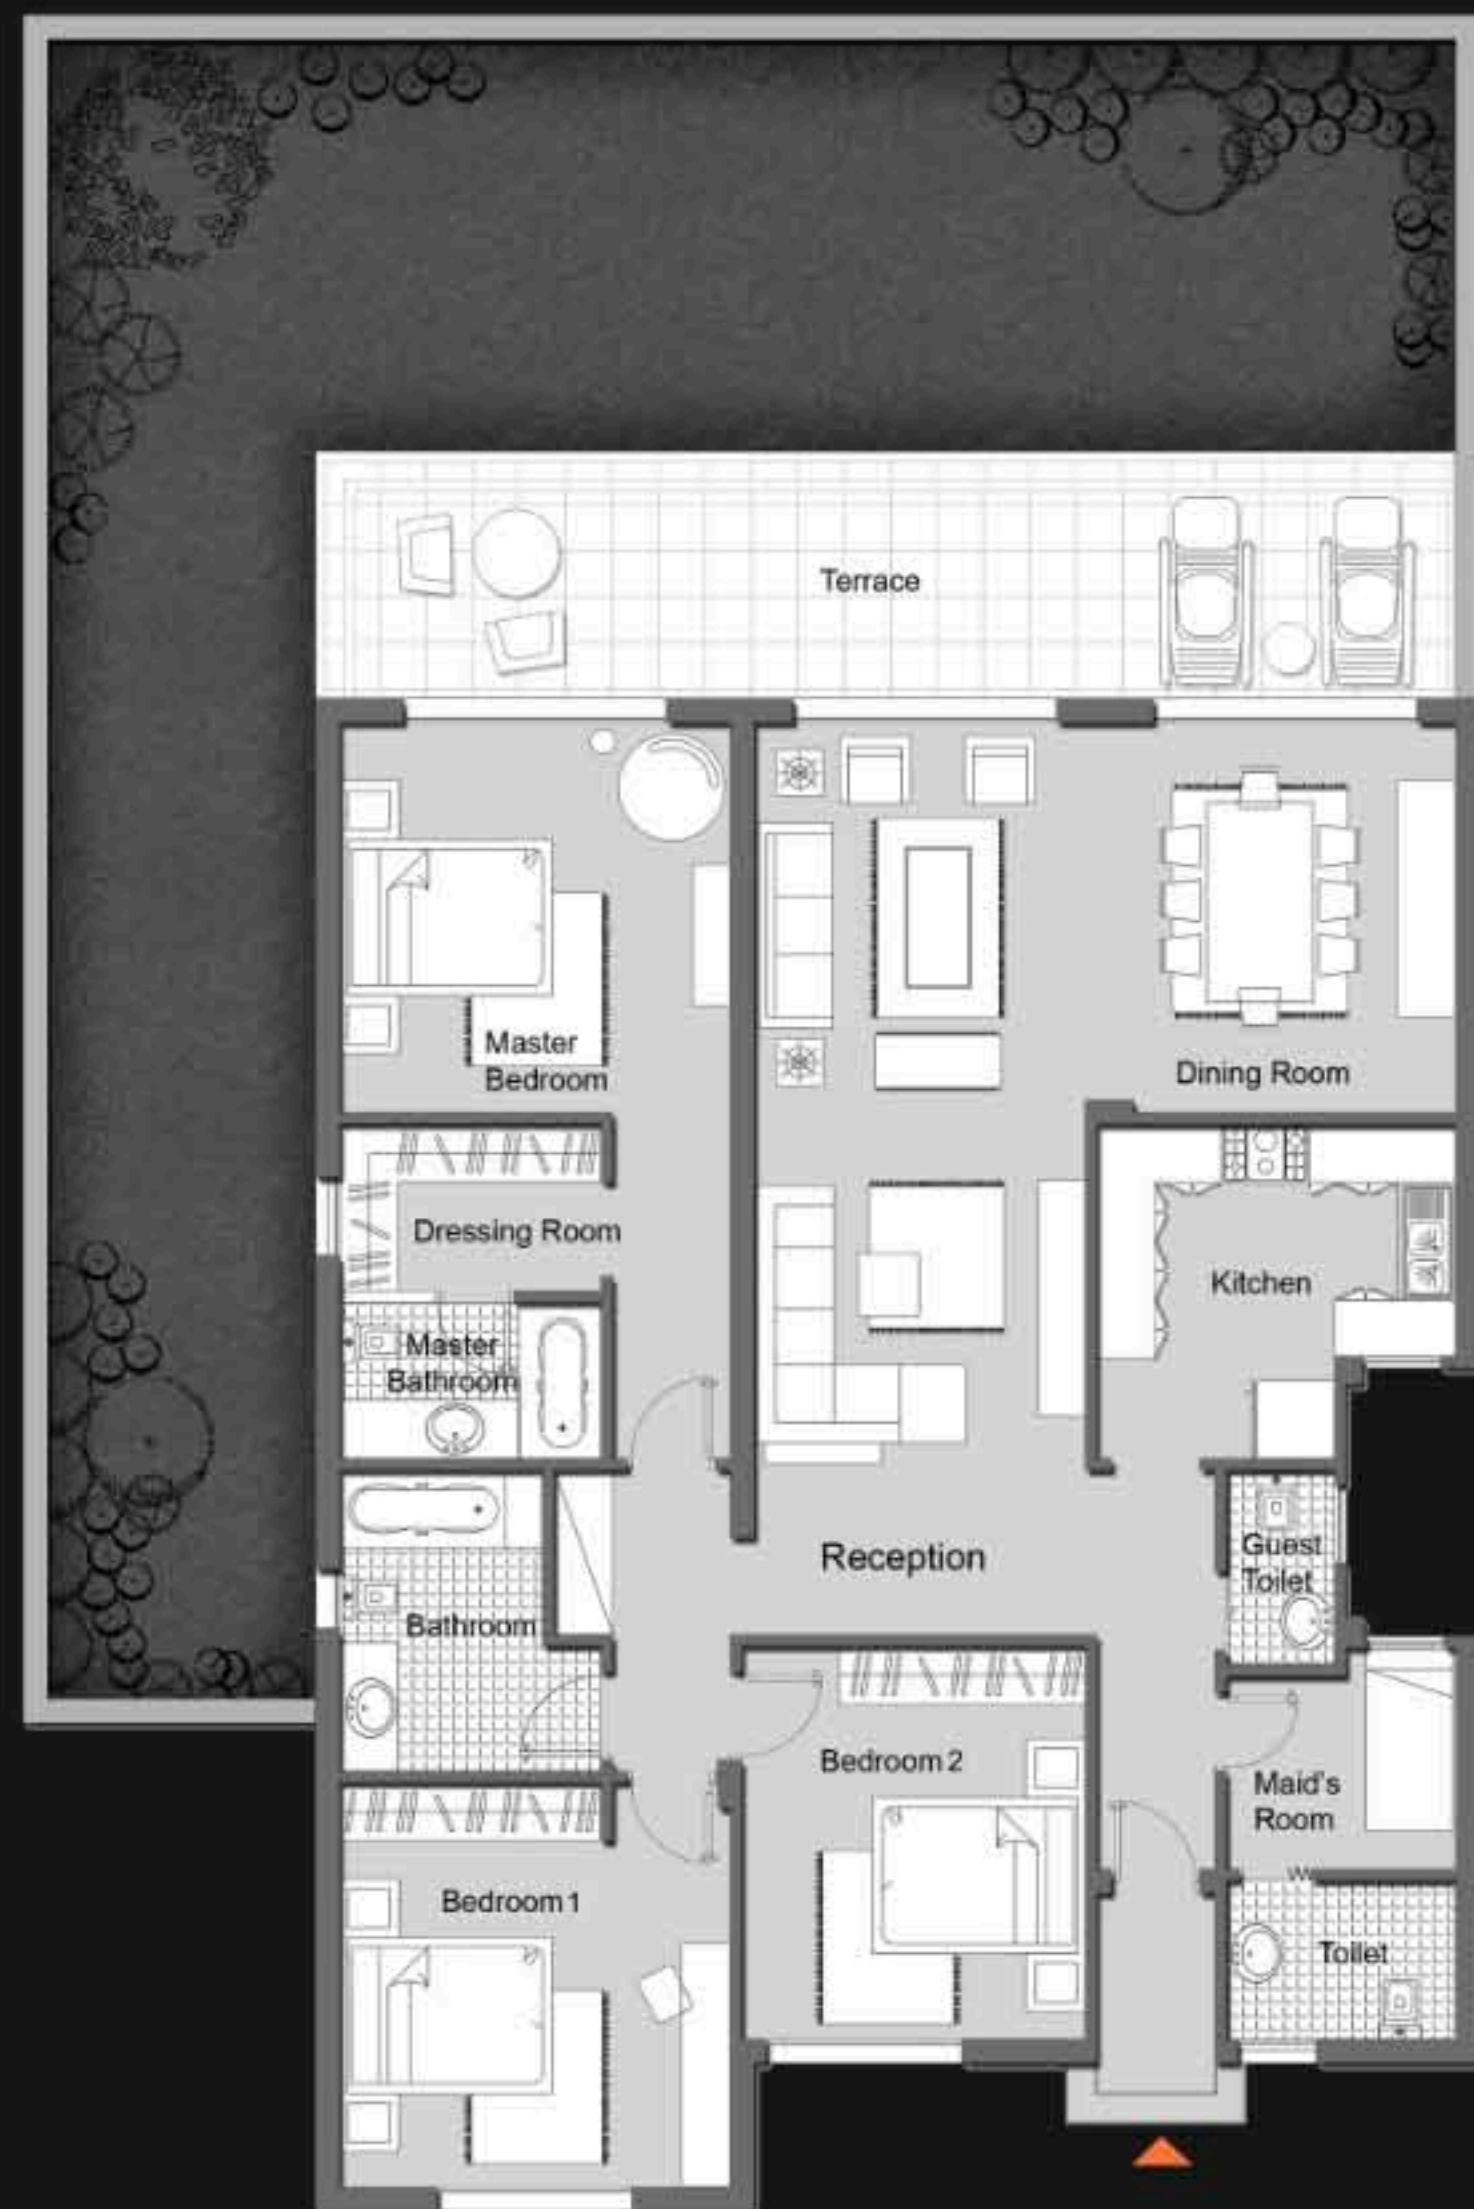 Terrace
Master
Bedroom
Dining Room
Dressing Room
Kitchen
Master
Bathroom
Reception
Guest
Toilet
Bathroom
Bedroom 2
Maid's
Room
Bedroom 1
Toilet